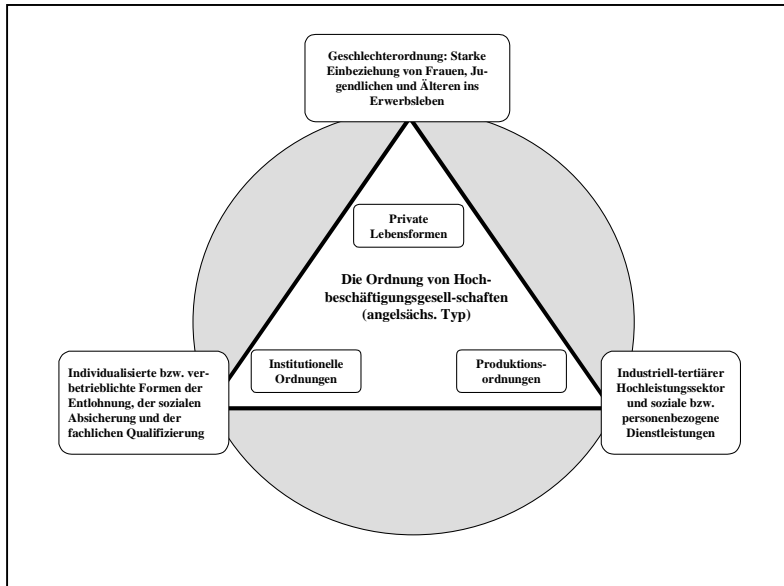 Geschlechterordnung: Starke
Einbeziehung von Frauen, Ju-
gendlichen und Älteren ins
Erwerbsleben
Private
Lebensformen
Die Ordnung von Hoch-
beschäftigungsgesell-schaften
(angelsächs. Typ)
Institutionelle
Ordnungen
Produktions-
ordnungen
Individualisierte bzw. ver-
betrieblichte Formen der
Entlohnung, der sozialen
Absicherung und der
fachlichen Qualifizierung
Industriell-tertiärer
Hochleistungssektor
und soziale bzw.
personenbezogene
Dienstleistungen